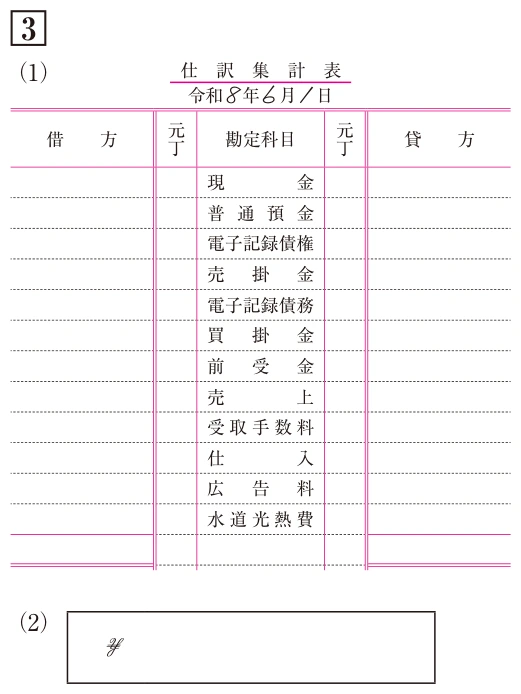 3
(1)
仕訳集計表
令和8年6月1日
借方 元丁 勘定科目 元丁 貸方
現金
普通預金
電子記録債権
売掛金
電子記録債務
買掛金
前受金
売上
受取手数料
仕入
広告料
水道光熱費
(2)
¥